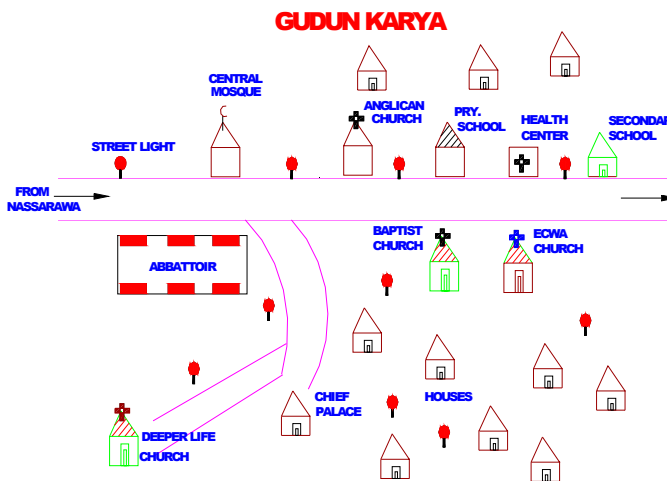 GUDUN KARYA
CENTRAL
MOSQUE
ANGLICAN
CHURCH
PRY.
SCHOOL
HEALTH
CENTER
SECONDAR
SCHOOL
STREET LIGHT
FROM
NASSARAWA
BAPTIST
CHURCH
ECWA
CHURCH
ABBATTOIR
CHIEF
PALACE
HOUSES
DEEPER LIFE
CHURCH